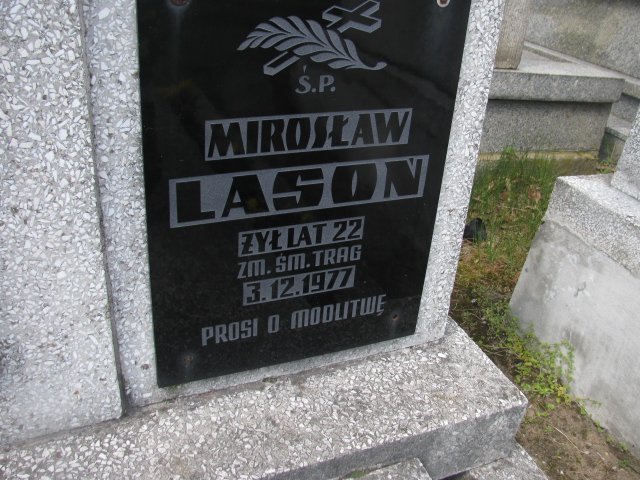 Ś.P.
MIROSŁAW
LASOŃ
ŻYŁ LAT 22
ZM. ŚM. TRAG
3.12.1977
PROSI O MODLITWĘ